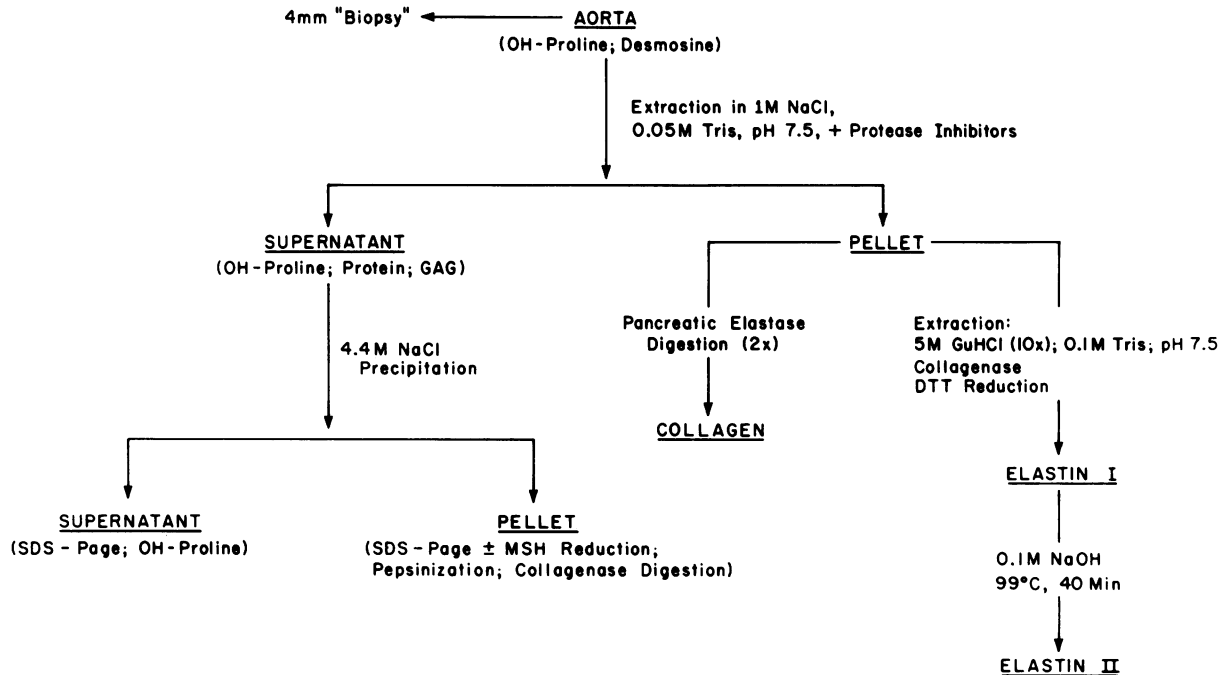 4mm "Biopsy"
AORTA
(OH-Proline; Desmosine)
Extraction in 1M NaCl,
0.05M Tris, pH 7.5, + Protease Inhibitors
SUPERNATANT
(OH-Proline; Protein; GAG)
PELLET
4.4M NaCl
Precipitation
Pancreatic Elastase
Digestion (2x)
Extraction:
5M GuHCl (10x); 0.1M Tris; pH 7.5
Collagenase
DTT Reduction
COLLAGEN
ELASTIN I
SUPERNATANT
(SDS-Page; OH-Proline)
PELLET
(SDS-Page ± MSH Reduction;
Pepsinization; Collagenase Digestion)
0.1M NaOH
99°C, 40 Min
ELASTIN II